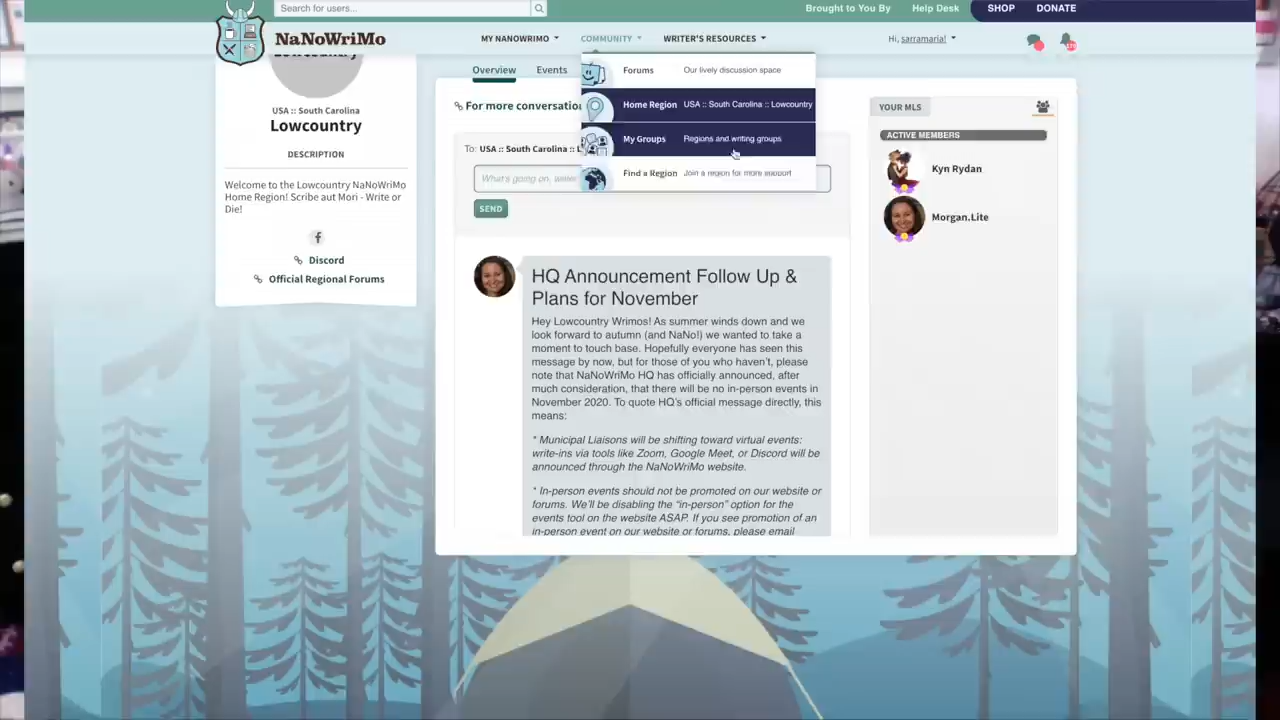 Search for users...
Brought to You By
Help Desk
SHOP
DONATE
NaNoWriMo
MY NANOWRIMO
COMMUNITY
WRITER'S RESOURCES
Hi, sarramaria!
Lowcountry
USA :: South Carolina
Lowcountry
DESCRIPTION
Welcome to the Lowcountry NaNoWriMo
Home Region! Scribe aut Mori - Write or
Die!
Discord
Official Regional Forums
Overview
Events
Forums Our lively discussion space
Home Region USA :: South Carolina :: Lowcountry
My Groups Regions and writing groups
Find a Region Join a region for more support
For more conversatio
To: USA :: South Carolina :: L
What's going on, writer
SEND
HQ Announcement Follow Up &
Plans for November
Hey Lowcountry Wrimos! As summer winds down and we
look forward to autumn (and NaNo!) we wanted to take a
moment to touch base. Hopefully everyone has seen this
message by now, but for those of you who haven't, please
note that NaNoWriMo HQ has officially announced, after
much consideration, that there will be no in-person events in
November 2020. To quote HQ's official message directly, this
means:
* Municipal Liaisons will be shifting toward virtual events:
write-ins via tools like Zoom, Google Meet, or Discord will be
announced through the NaNoWriMo website.
* In-person events should not be promoted on our website or
forums. We'll be disabling the "in-person" option for the
events tool on the website ASAP. If you see promotion of an
in-person event on our website or forums, please email
YOUR MLS
ACTIVE MEMBERS
Kyn Rydan
Morgan.Lite